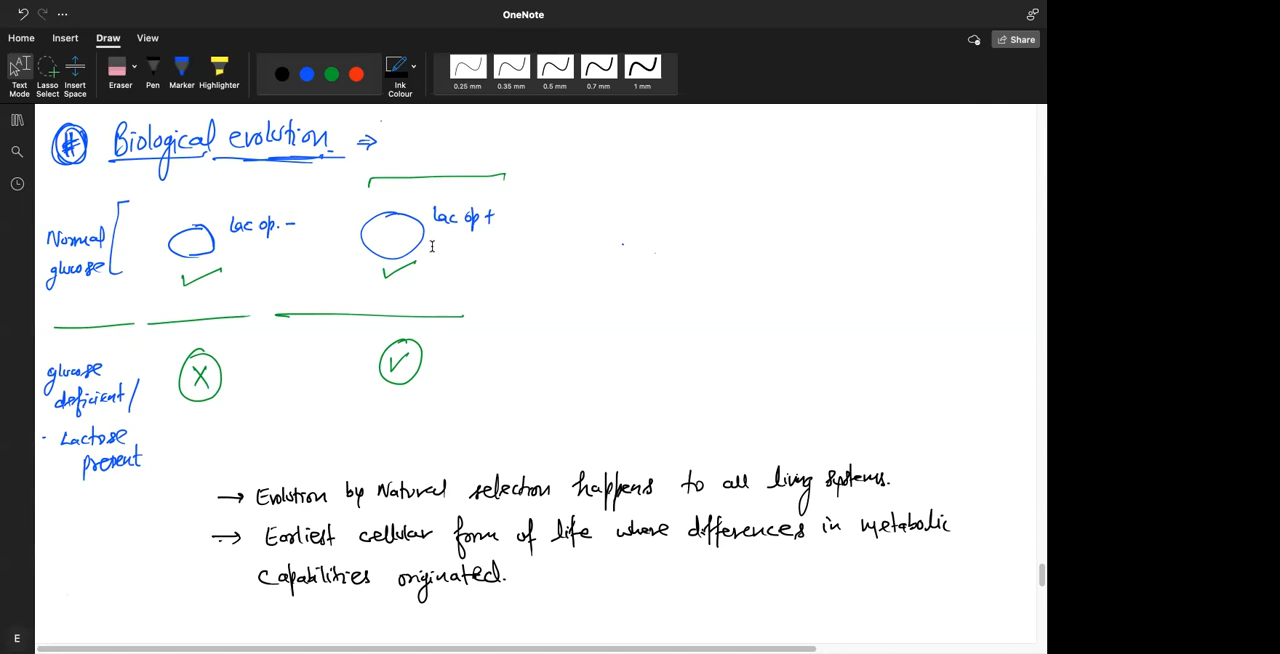 OneNote
Home Insert Draw View
Share
Text Mode
Lasso Select
Insert Space
Eraser
Pen
Marker
Highlighter
Ink Colour
0.25 mm
0.35 mm
0.5 mm
0.7 mm
1 mm
# Biological evolution ⇒
Normal glucose
Lac op. −
Lac op +
✓ ✓
glucose deficient /
Lactose present
X ✓
→ Evolution by Natural selection happens to all living systems.
→ Earliest cellular form of life where differences in metabolic
capabilities originated.
E